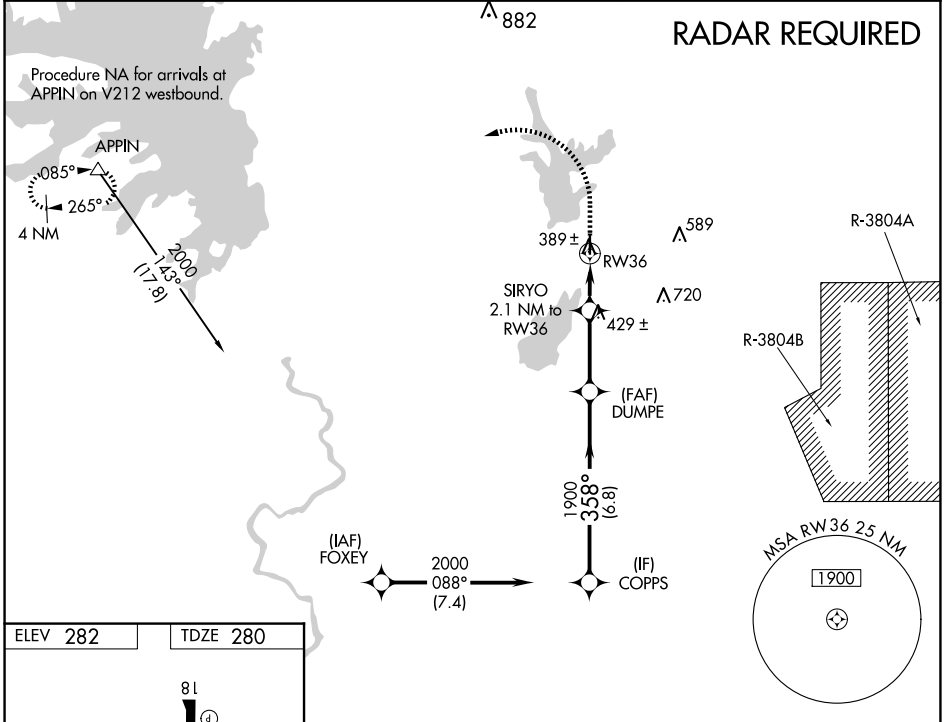 882
RADAR REQUIRED
Procedure NA for arrivals at
APPIN on V212 westbound.
APPIN
085°
265°
4 NM
2000
143°
(17.8)
389 ±
RW36
589
SIRYO
2.1 NM to
RW36
720
429 ±
R-3804A
R-3804B
(FAF)
DUMPE
1900
358°
(6.8)
(IAF)
FOXEY
2000
088°
(7.4)
(IF)
COPPS
MSA RW36 25 NM
1900
ELEV 282
TDZE 280
18
P